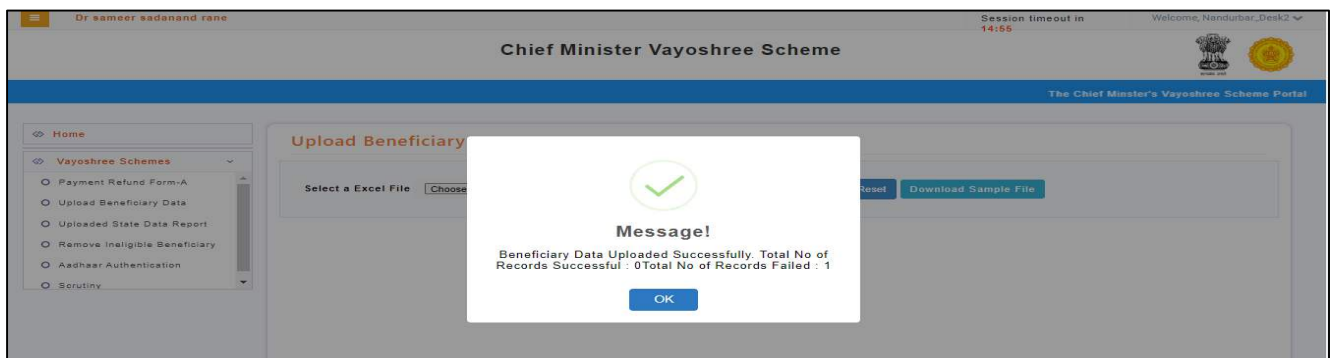 Dr sameer sadanand rane
Session timeout in
14:55
Welcome, Nandurbar_Desk2
Chief Minister Vayoshree Scheme
The Chief Minster's Vayoshree Scheme Portal
Home
Vayoshree Schemes
Payment Refund Form-A
Upload Beneficiary Data
Uploaded State Data Report
Remove Ineligible Beneficiary
Aadhaar Authentication
Scrutiny
Upload Beneficiary
Select a Excel File
Choose
Reset
Download Sample File
Message!
Beneficiary Data Uploaded Successfully. Total No of
Records Successful : 0Total No of Records Failed : 1
OK